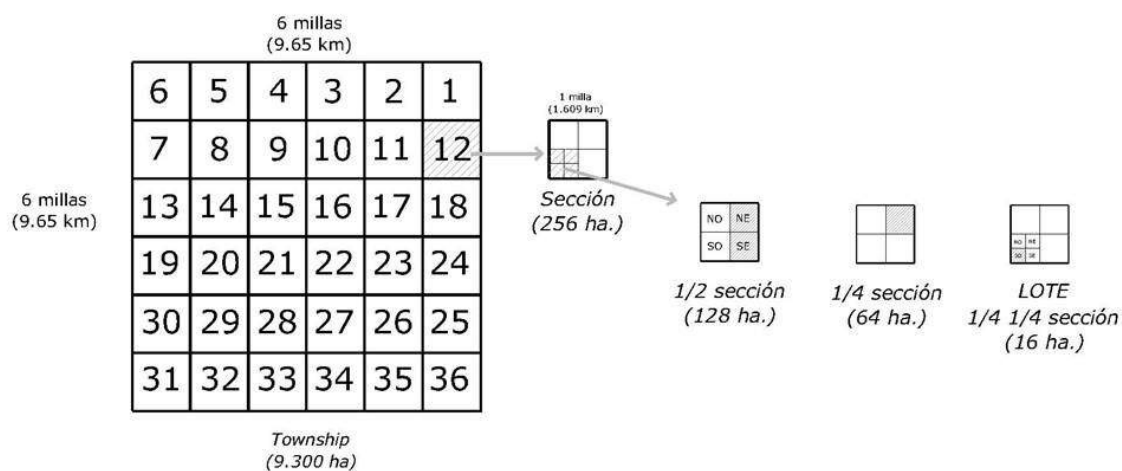 6 millas
(9.65 km)
6 5 4 3 2 1
7 8 9 10 11 12
13 14 15 16 17 18
19 20 21 22 23 24
30 29 28 27 26 25
31 32 33 34 35 36
6 millas
(9.65 km)
Township
(9.300 ha)
1 milla
(1.609 km)
Sección
(256 ha.)
NO NE
SO SE
1/2 sección
(128 ha.)
1/4 sección
(64 ha.)
NO NE
SO SE
LOTE
1/4 1/4 sección
(16 ha.)